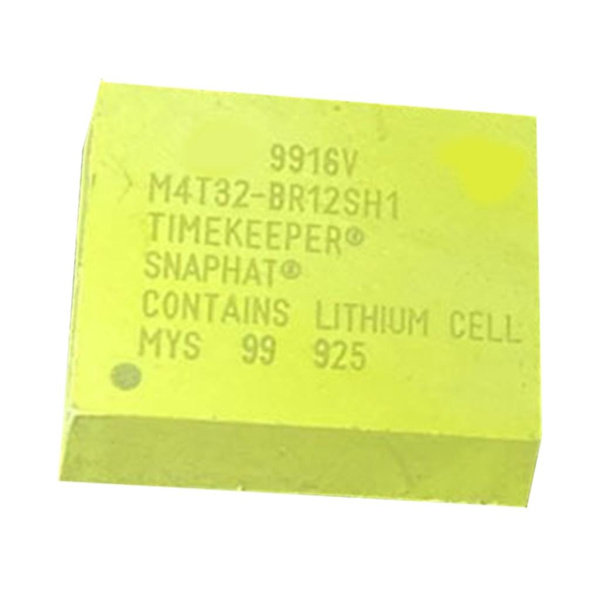 9916V
M4T32-BR12SH1
TIMEKEEPER®
SNAPHAT®
CONTAINS LITHIUM CELL
MYS 99 925